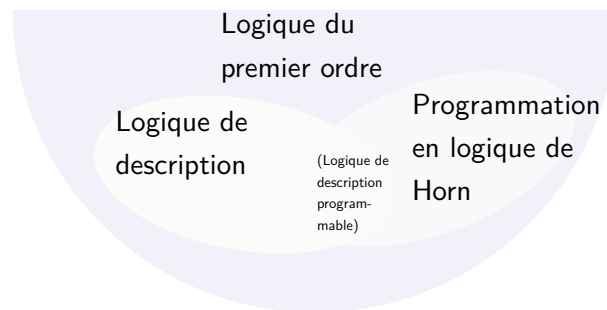 Logique du
premier ordre
Logique de
description
(Logique de
description
program-
mable)
Programmation
en logique de
Horn